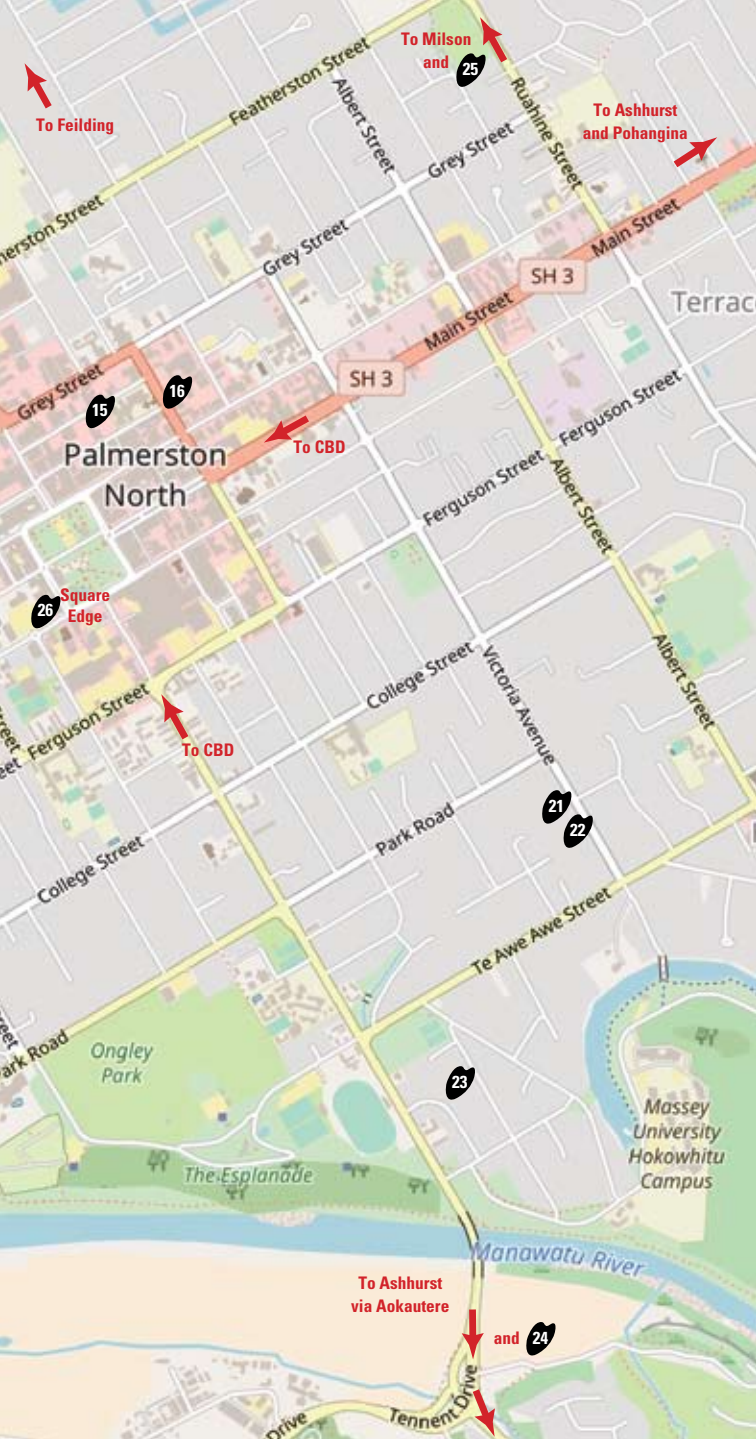 To Milson
and
25
To Feilding
Featherston Street
Albert Street
Ruahine Street
To Ashhurst
and Pohangina
Grey Street
Main Street
erston Street
Grey Street
SH 3
Main Street
Terrac
SH 3
Grey Street
15
16
Ferguson Street
To CBD
Palmerston
North
Ferguson Street
Albert Street
26
Square
Edge
Albert Street
College Street
Victoria Avenue
Ferguson Street
reet
eet
To CBD
21
22
Park Road
College Street
Te Awe Awe Street
reet
ark Road
Ongley
Park
23
Massey
University
Hokowhitu
Campus
The Esplanade
Manawatu River
To Ashhurst
via Aokautere
and
24
Tennent Drive
Drive